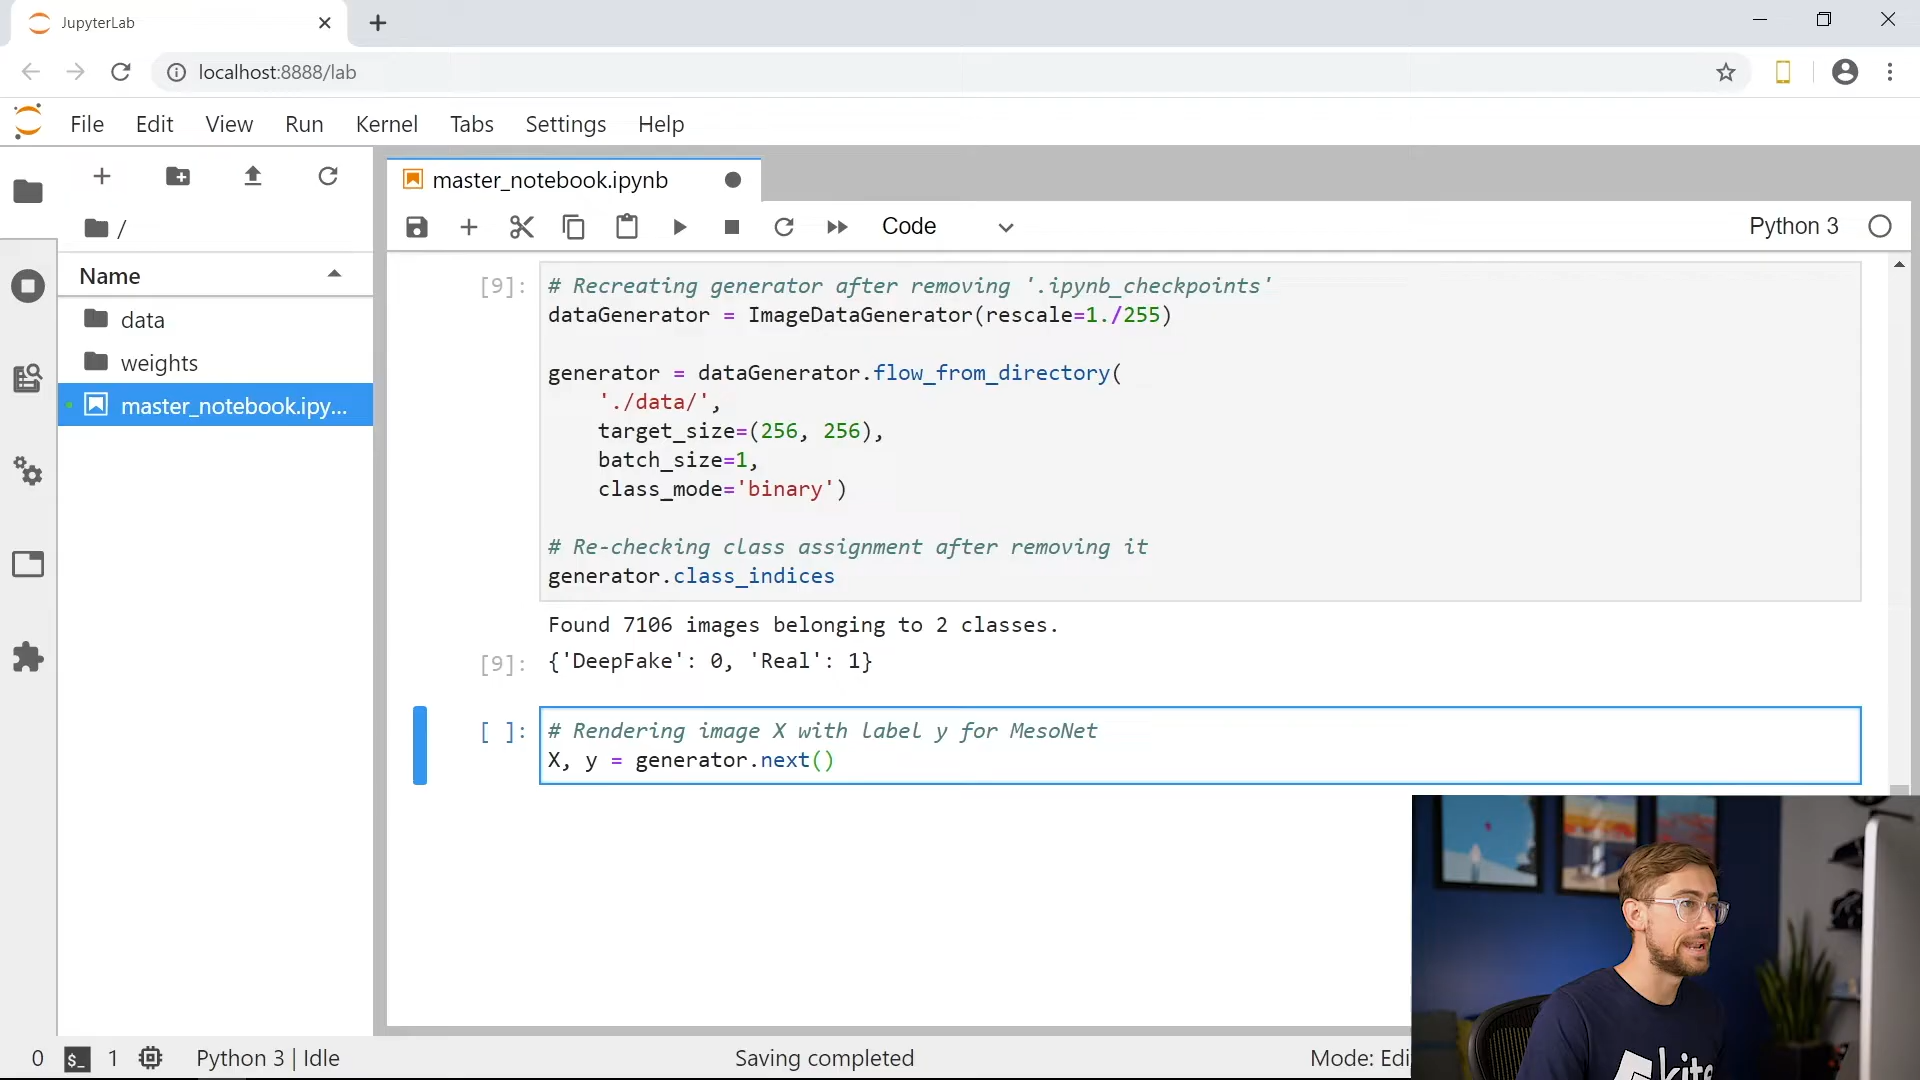 JupyterLab
localhost:8888/lab
File Edit View Run Kernel Tabs Settings Help
master_notebook.ipynb
/
Code
Python 3
Name
data
weights
master_notebook.ipy...
[9]:
# Recreating generator after removing '.ipynb_checkpoints'
dataGenerator = ImageDataGenerator(rescale=1./255)
generator = dataGenerator.flow_from_directory(
'./data/',
target_size=(256, 256),
batch_size=1,
class_mode='binary')
# Re-checking class assignment after removing it
generator.class_indices
Found 7106 images belonging to 2 classes.
[9]: {'DeepFake': 0, 'Real': 1}
[ ]: # Rendering image X with label y for MesoNet
X, y = generator.next()
kite
0 $_ 1 Python 3 | Idle Saving completed Mode: Edi